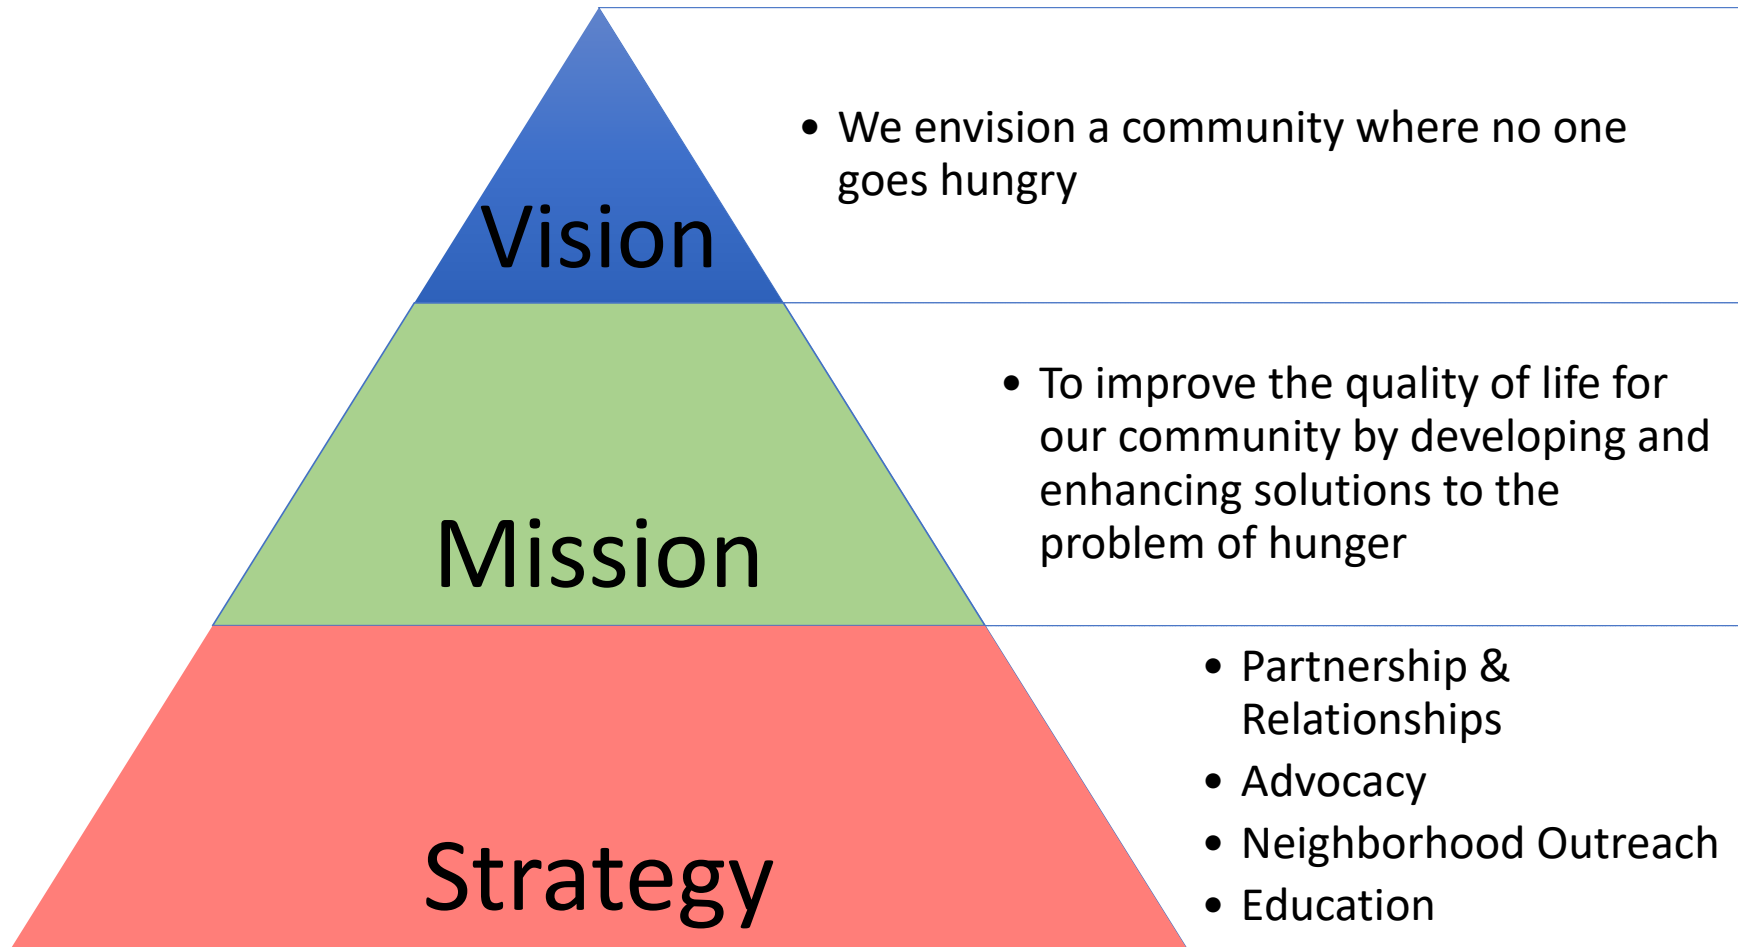 Vision
• We envision a community where no one
goes hungry
Mission
• To improve the quality of life for
our community by developing and
enhancing solutions to the
problem of hunger
Strategy
• Partnership &
Relationships
• Advocacy
• Neighborhood Outreach
• Education